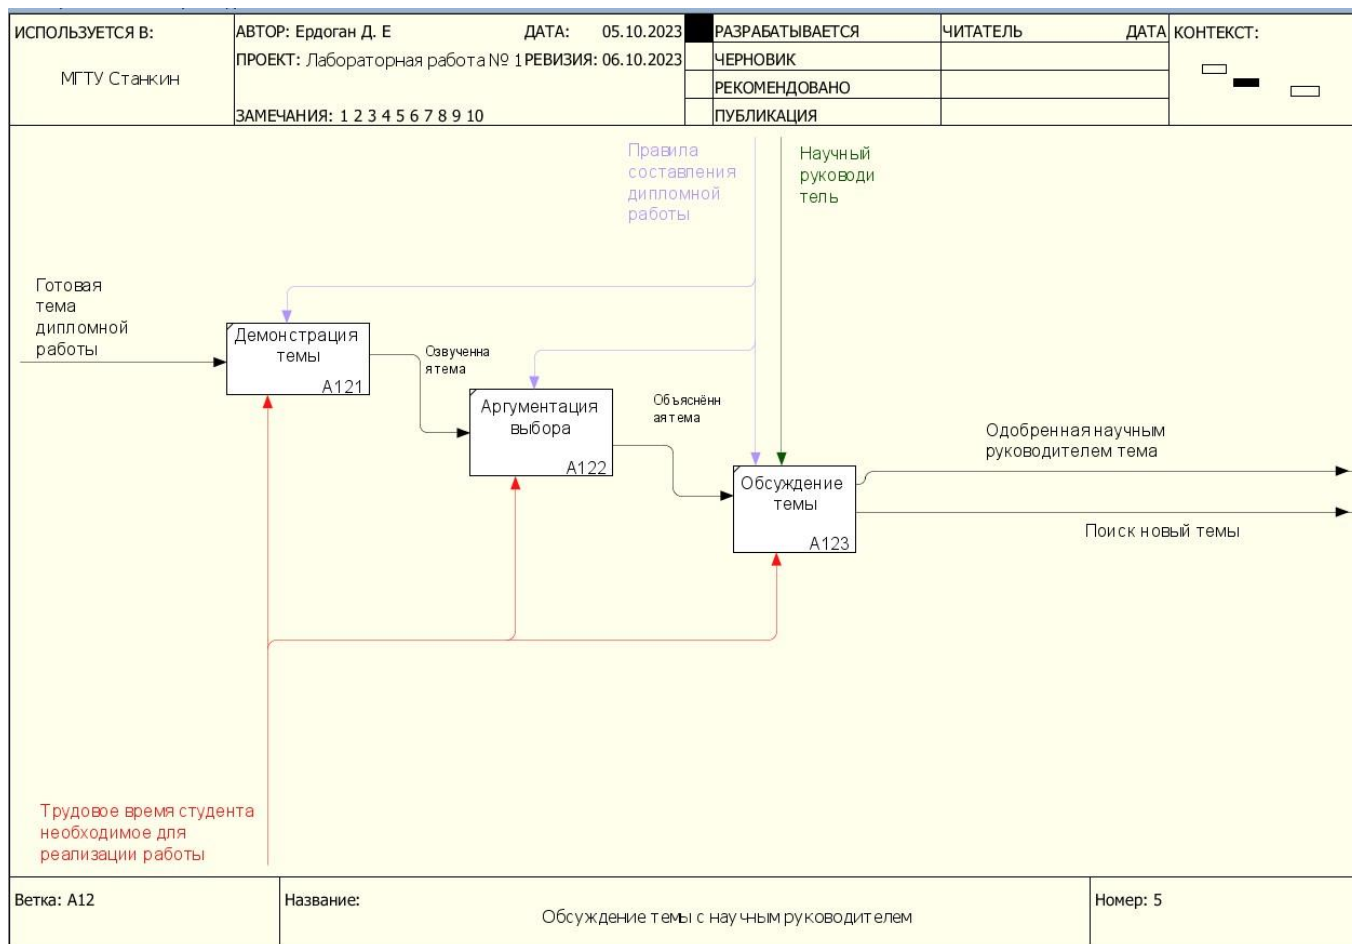 ИСПОЛЬЗУЕТСЯ В:
МГТУ Станкин
АВТОР: Ердоган Д. Е
ДАТА: 05.10.2023
ПРОЕКТ: Лабораторная работа № 1
РЕВИЗИЯ: 06.10.2023
ЗАМЕЧАНИЯ: 1 2 3 4 5 6 7 8 9 10
РАЗРАБАТЫВАЕТСЯ
ЧЕРНОВИК
РЕКОМЕНДОВАНО
ПУБЛИКАЦИЯ
ЧИТАТЕЛЬ
ДАТА
КОНТЕКСТ:
Правила
составления
дипломной
работы
Научный
руководи
тель
Готовая
тема
дипломной
работы
Демонстрация
темы
A121
Озвученна
я тема
Аргументация
выбора
A122
Объяснённ
ая тема
Обсуждение
темы
A123
Одобренная научным
руководителем тема
Поиск новый темы
Трудовое время студента
необходимое для
реализации работы
Ветка: A12
Название:
Обсуждение темы с научным руководителем
Номер: 5